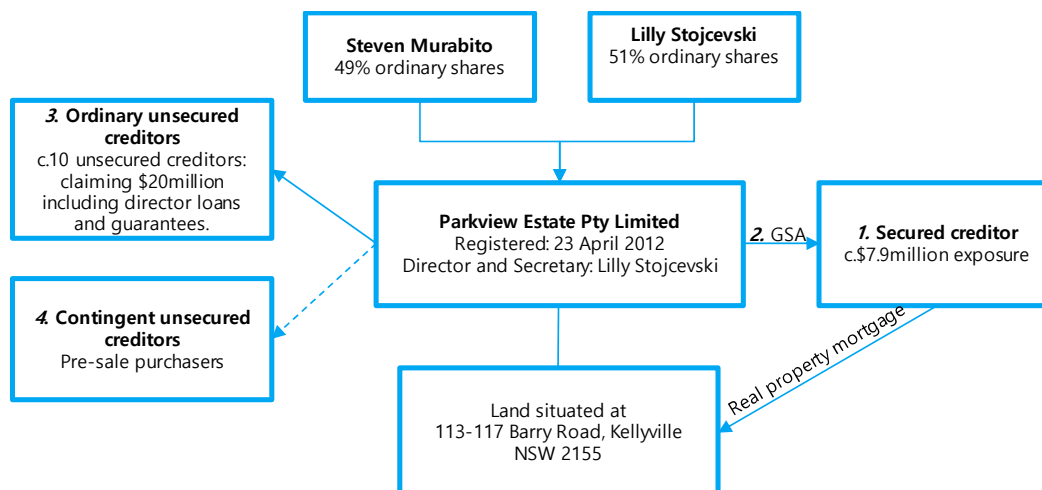 Steven Murabito
49% ordinary shares
Lilly Stojcevski
51% ordinary shares
3. Ordinary unsecured
creditors
c.10 unsecured creditors:
claiming $20million
including director loans
and guarantees.
Parkview Estate Pty Limited
Registered: 23 April 2012
Director and Secretary: Lilly Stojcevski
2. GSA
1. Secured creditor
c.$7.9million exposure
4. Contingent unsecured
creditors
Pre-sale purchasers
Real property mortgage
Land situated at
113-117 Barry Road, Kellyville
NSW 2155